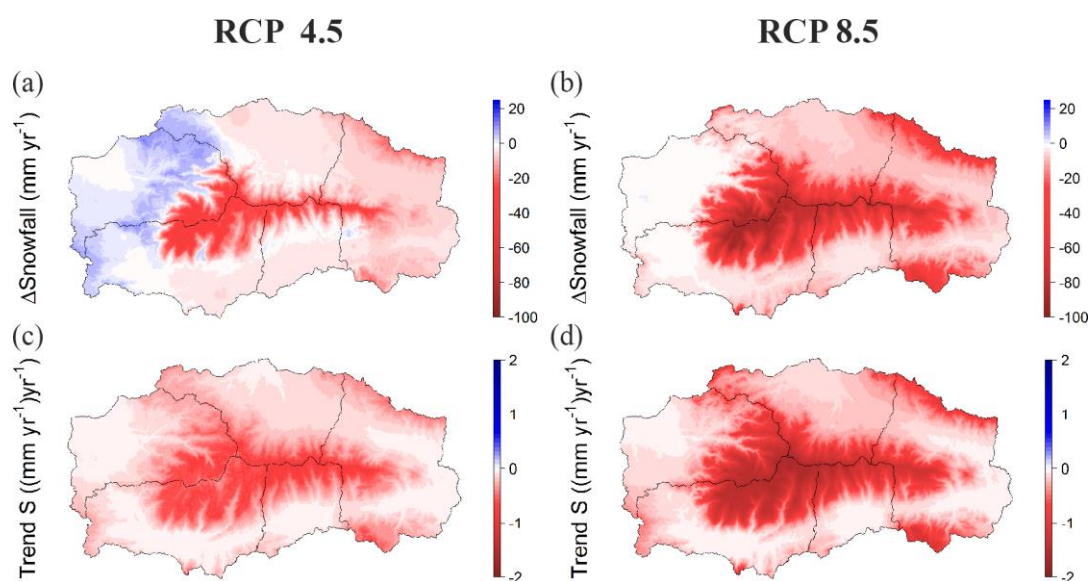 RCP 4.5
RCP 8.5
(a)
(b)
ΔSnowfall (mm yr⁻¹)
20
0
-20
-40
-60
-80
-100
ΔSnowfall (mm yr⁻¹)
20
0
-20
-40
-60
-80
-100
(c)
(d)
Trend S ((mm yr⁻¹)yr⁻¹)
2
1
0
-1
-2
Trend S ((mm yr⁻¹)yr⁻¹)
2
1
0
-1
-2